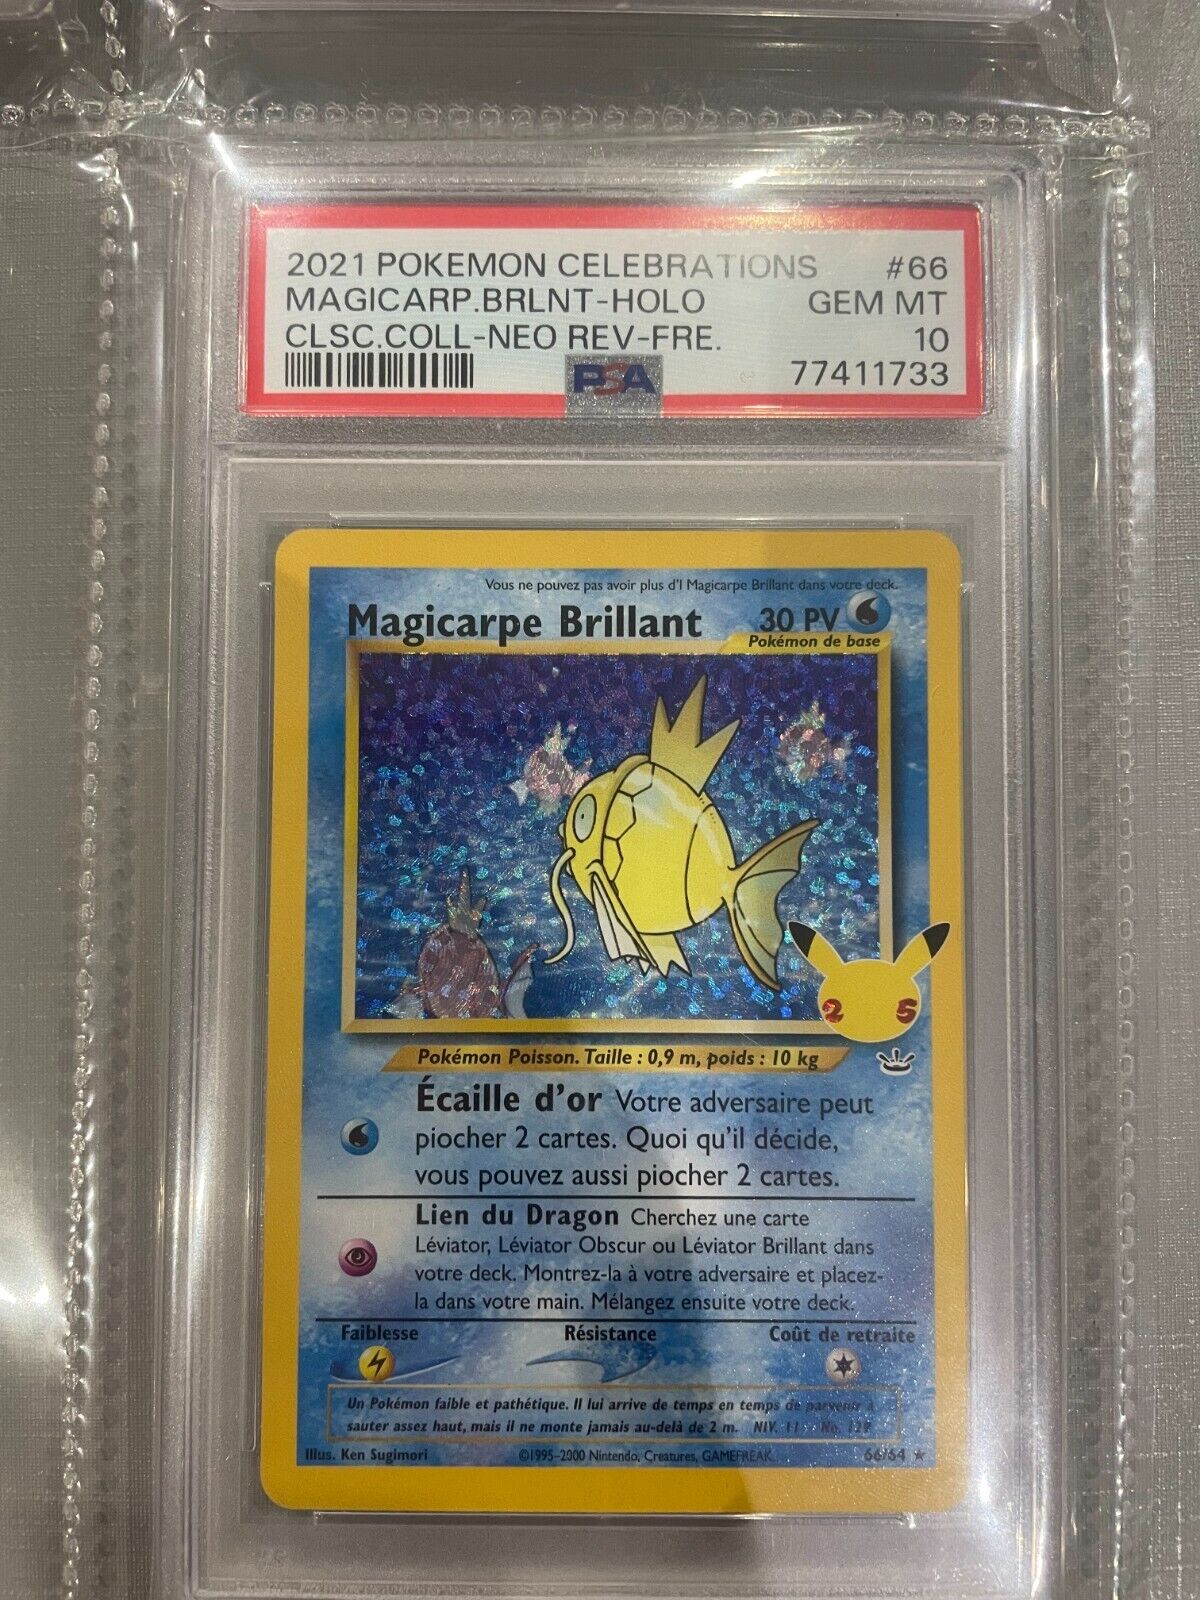 2021 POKEMON CELEBRATIONS #66
MAGICARP.BRLNT-HOLO GEM MT
CLSC.COLL-NEO REV-FRE. 10
PSA 77411733
Vous ne pouvez pas avoir plus d'1 Magicarpe Brillant dans votre deck.
Magicarpe Brillant 30 PV
Pokémon de base
25
Pokémon Poisson. Taille : 0,9 m, poids : 10 kg
Écaille d'or Votre adversaire peut
piocher 2 cartes. Quoi qu'il décide,
vous pouvez aussi piocher 2 cartes.
Lien du Dragon Cherchez une carte
Léviator, Léviator Obscur ou Léviator Brillant dans
votre deck. Montrez-la à votre adversaire et placez-
la dans votre main. Mélangez ensuite votre deck.
Faiblesse Résistance Coût de retraite
Un Pokémon faible et pathétique. Il lui arrive de temps en temps de parvenir à
sauter assez haut, mais il ne monte jamais au-delà de 2 m. NIV. 11 No. 129
Illus. Ken Sugimori ©1995-2000 Nintendo, Creatures, GAMEFREAK. 66/64